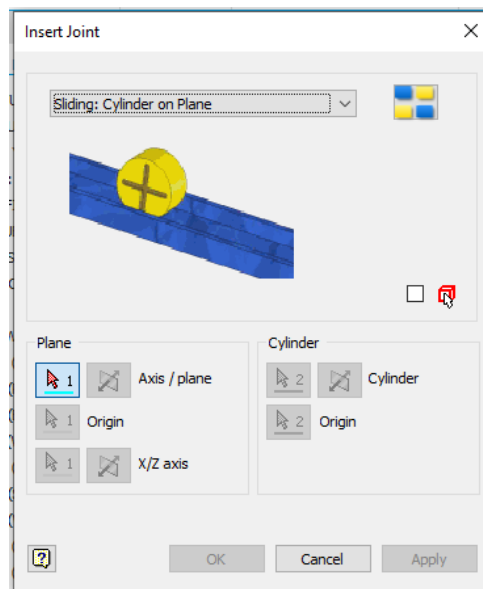 Insert Joint
Sliding: Cylinder on Plane
Plane
1 Axis / plane
1 Origin
1 X/Z axis
Cylinder
2 Cylinder
2 Origin
OK
Cancel
Apply